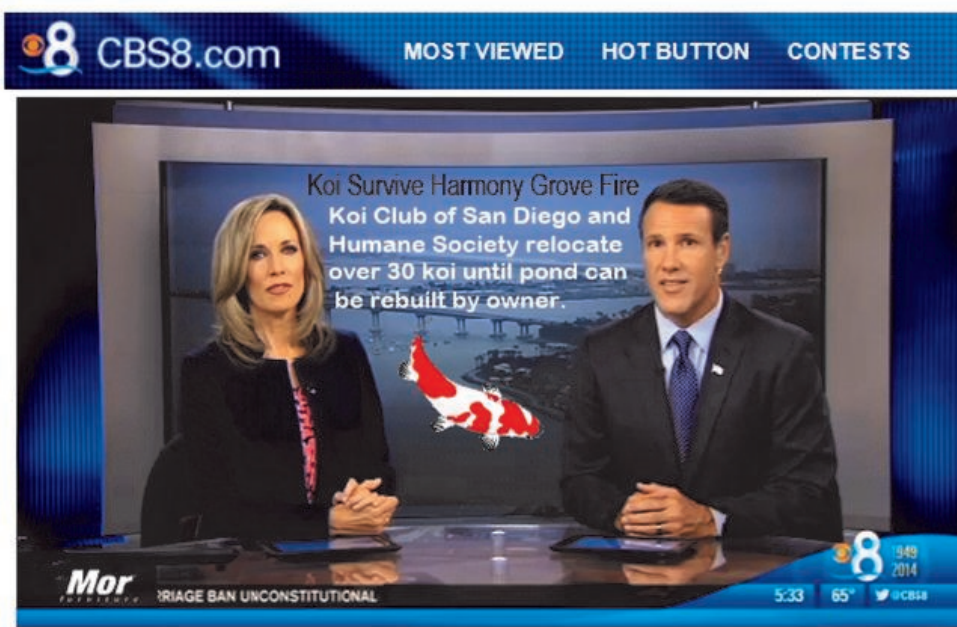 8 CBS8.com MOST VIEWED HOT BUTTON CONTESTS
Koi Survive Harmony Grove Fire
Koi Club of San Diego and
Humane Society relocate
over 30 koi until pond can
be rebuilt by owner.
8 1949
2014
Mor
furniture
RRIAGE BAN UNCONSTITUTIONAL
5:33 65° @CBS8